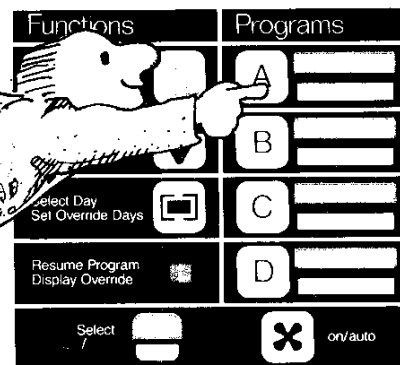 Functions
Programs
A
B
Select Day
Set Override Days
C
Resume Program
Display Override
D
Select
/
on/auto